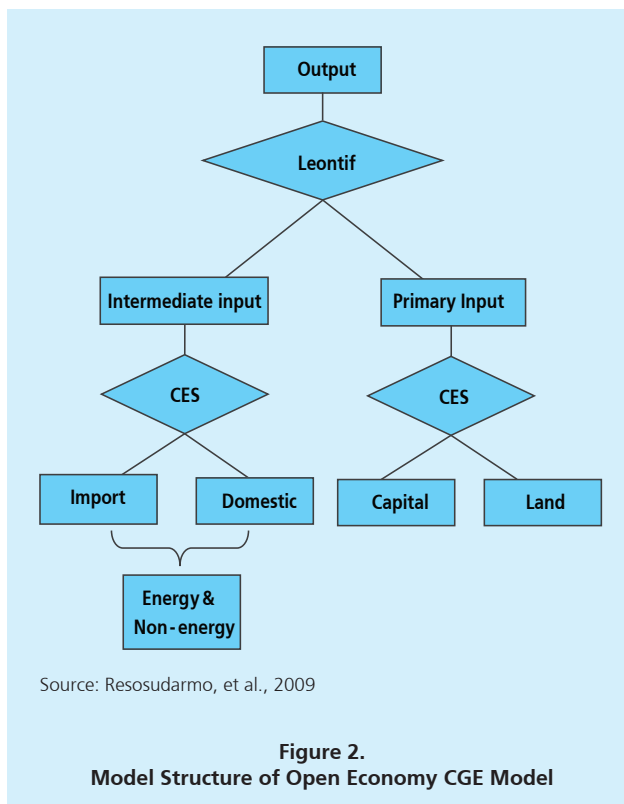 Output
Leontif
Intermediate input
Primary Input
CES
CES
Import
Domestic
Capital
Land
Energy &
Non-energy
Source: Resosudarmo, et al., 2009
Figure 2.
Model Structure of Open Economy CGE Model